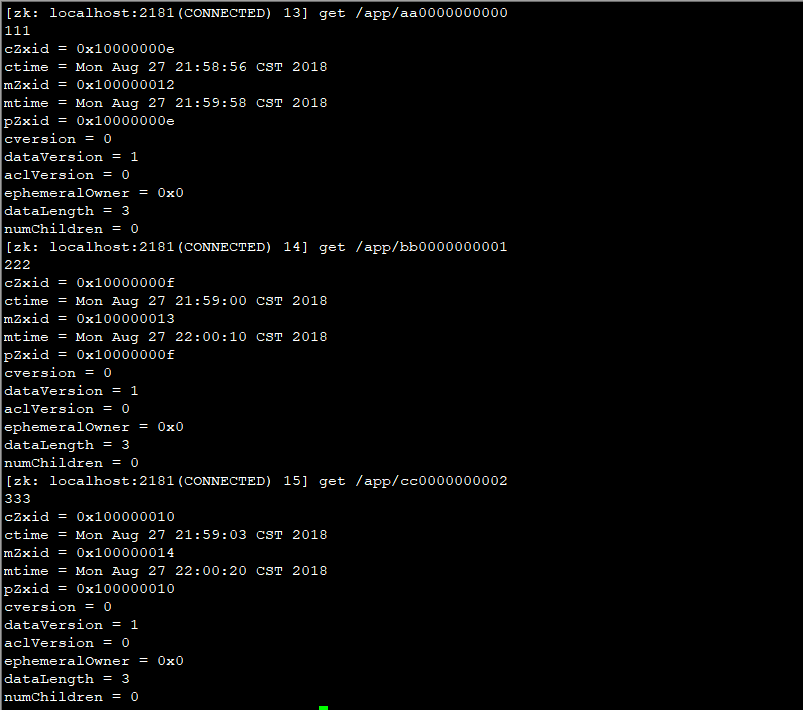 [zk: localhost:2181(CONNECTED) 13] get /app/aa0000000000
111
cZxid = 0x10000000e
ctime = Mon Aug 27 21:58:56 CST 2018
mZxid = 0x100000012
mtime = Mon Aug 27 21:59:58 CST 2018
pZxid = 0x10000000e
cversion = 0
dataVersion = 1
aclVersion = 0
ephemeralOwner = 0x0
dataLength = 3
numChildren = 0
[zk: localhost:2181(CONNECTED) 14] get /app/bb0000000001
222
cZxid = 0x10000000f
ctime = Mon Aug 27 21:59:00 CST 2018
mZxid = 0x100000013
mtime = Mon Aug 27 22:00:10 CST 2018
pZxid = 0x10000000f
cversion = 0
dataVersion = 1
aclVersion = 0
ephemeralOwner = 0x0
dataLength = 3
numChildren = 0
[zk: localhost:2181(CONNECTED) 15] get /app/cc0000000002
333
cZxid = 0x100000010
ctime = Mon Aug 27 21:59:03 CST 2018
mZxid = 0x100000014
mtime = Mon Aug 27 22:00:20 CST 2018
pZxid = 0x100000010
cversion = 0
dataVersion = 1
aclVersion = 0
ephemeralOwner = 0x0
dataLength = 3
numChildren = 0